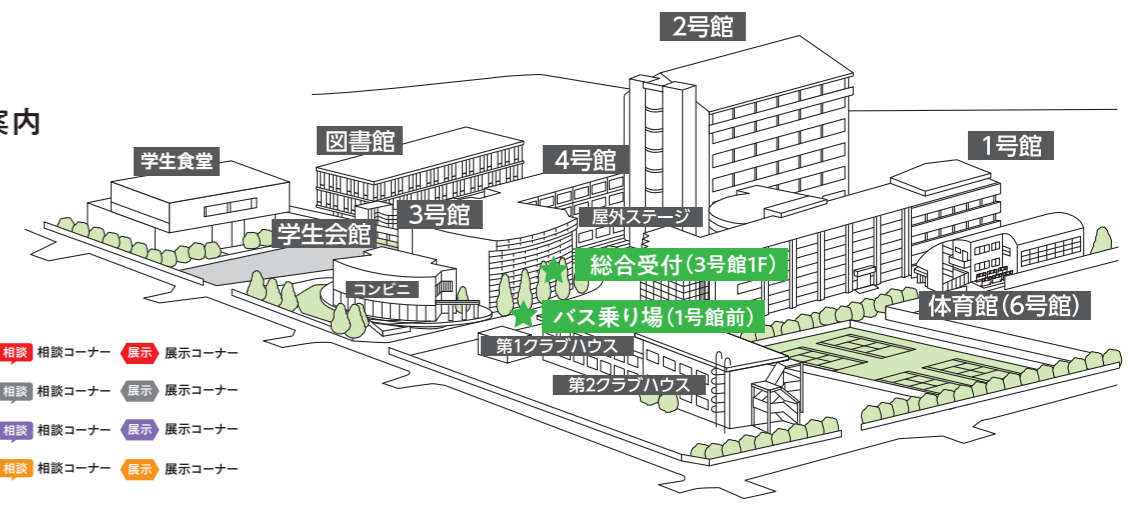 案内
2号館
図書館
学生食堂
4号館
1号館
3号館
屋外ステージ
学生会館
総合受付(3号館1F)
コンビニ
体育館(6号館)
バス乗り場(1号館前)
第1クラブハウス
第2クラブハウス
相談 相談コーナー 展示 展示コーナー
相談 相談コーナー 展示 展示コーナー
相談 相談コーナー 展示 展示コーナー
相談 相談コーナー 展示 展示コーナー